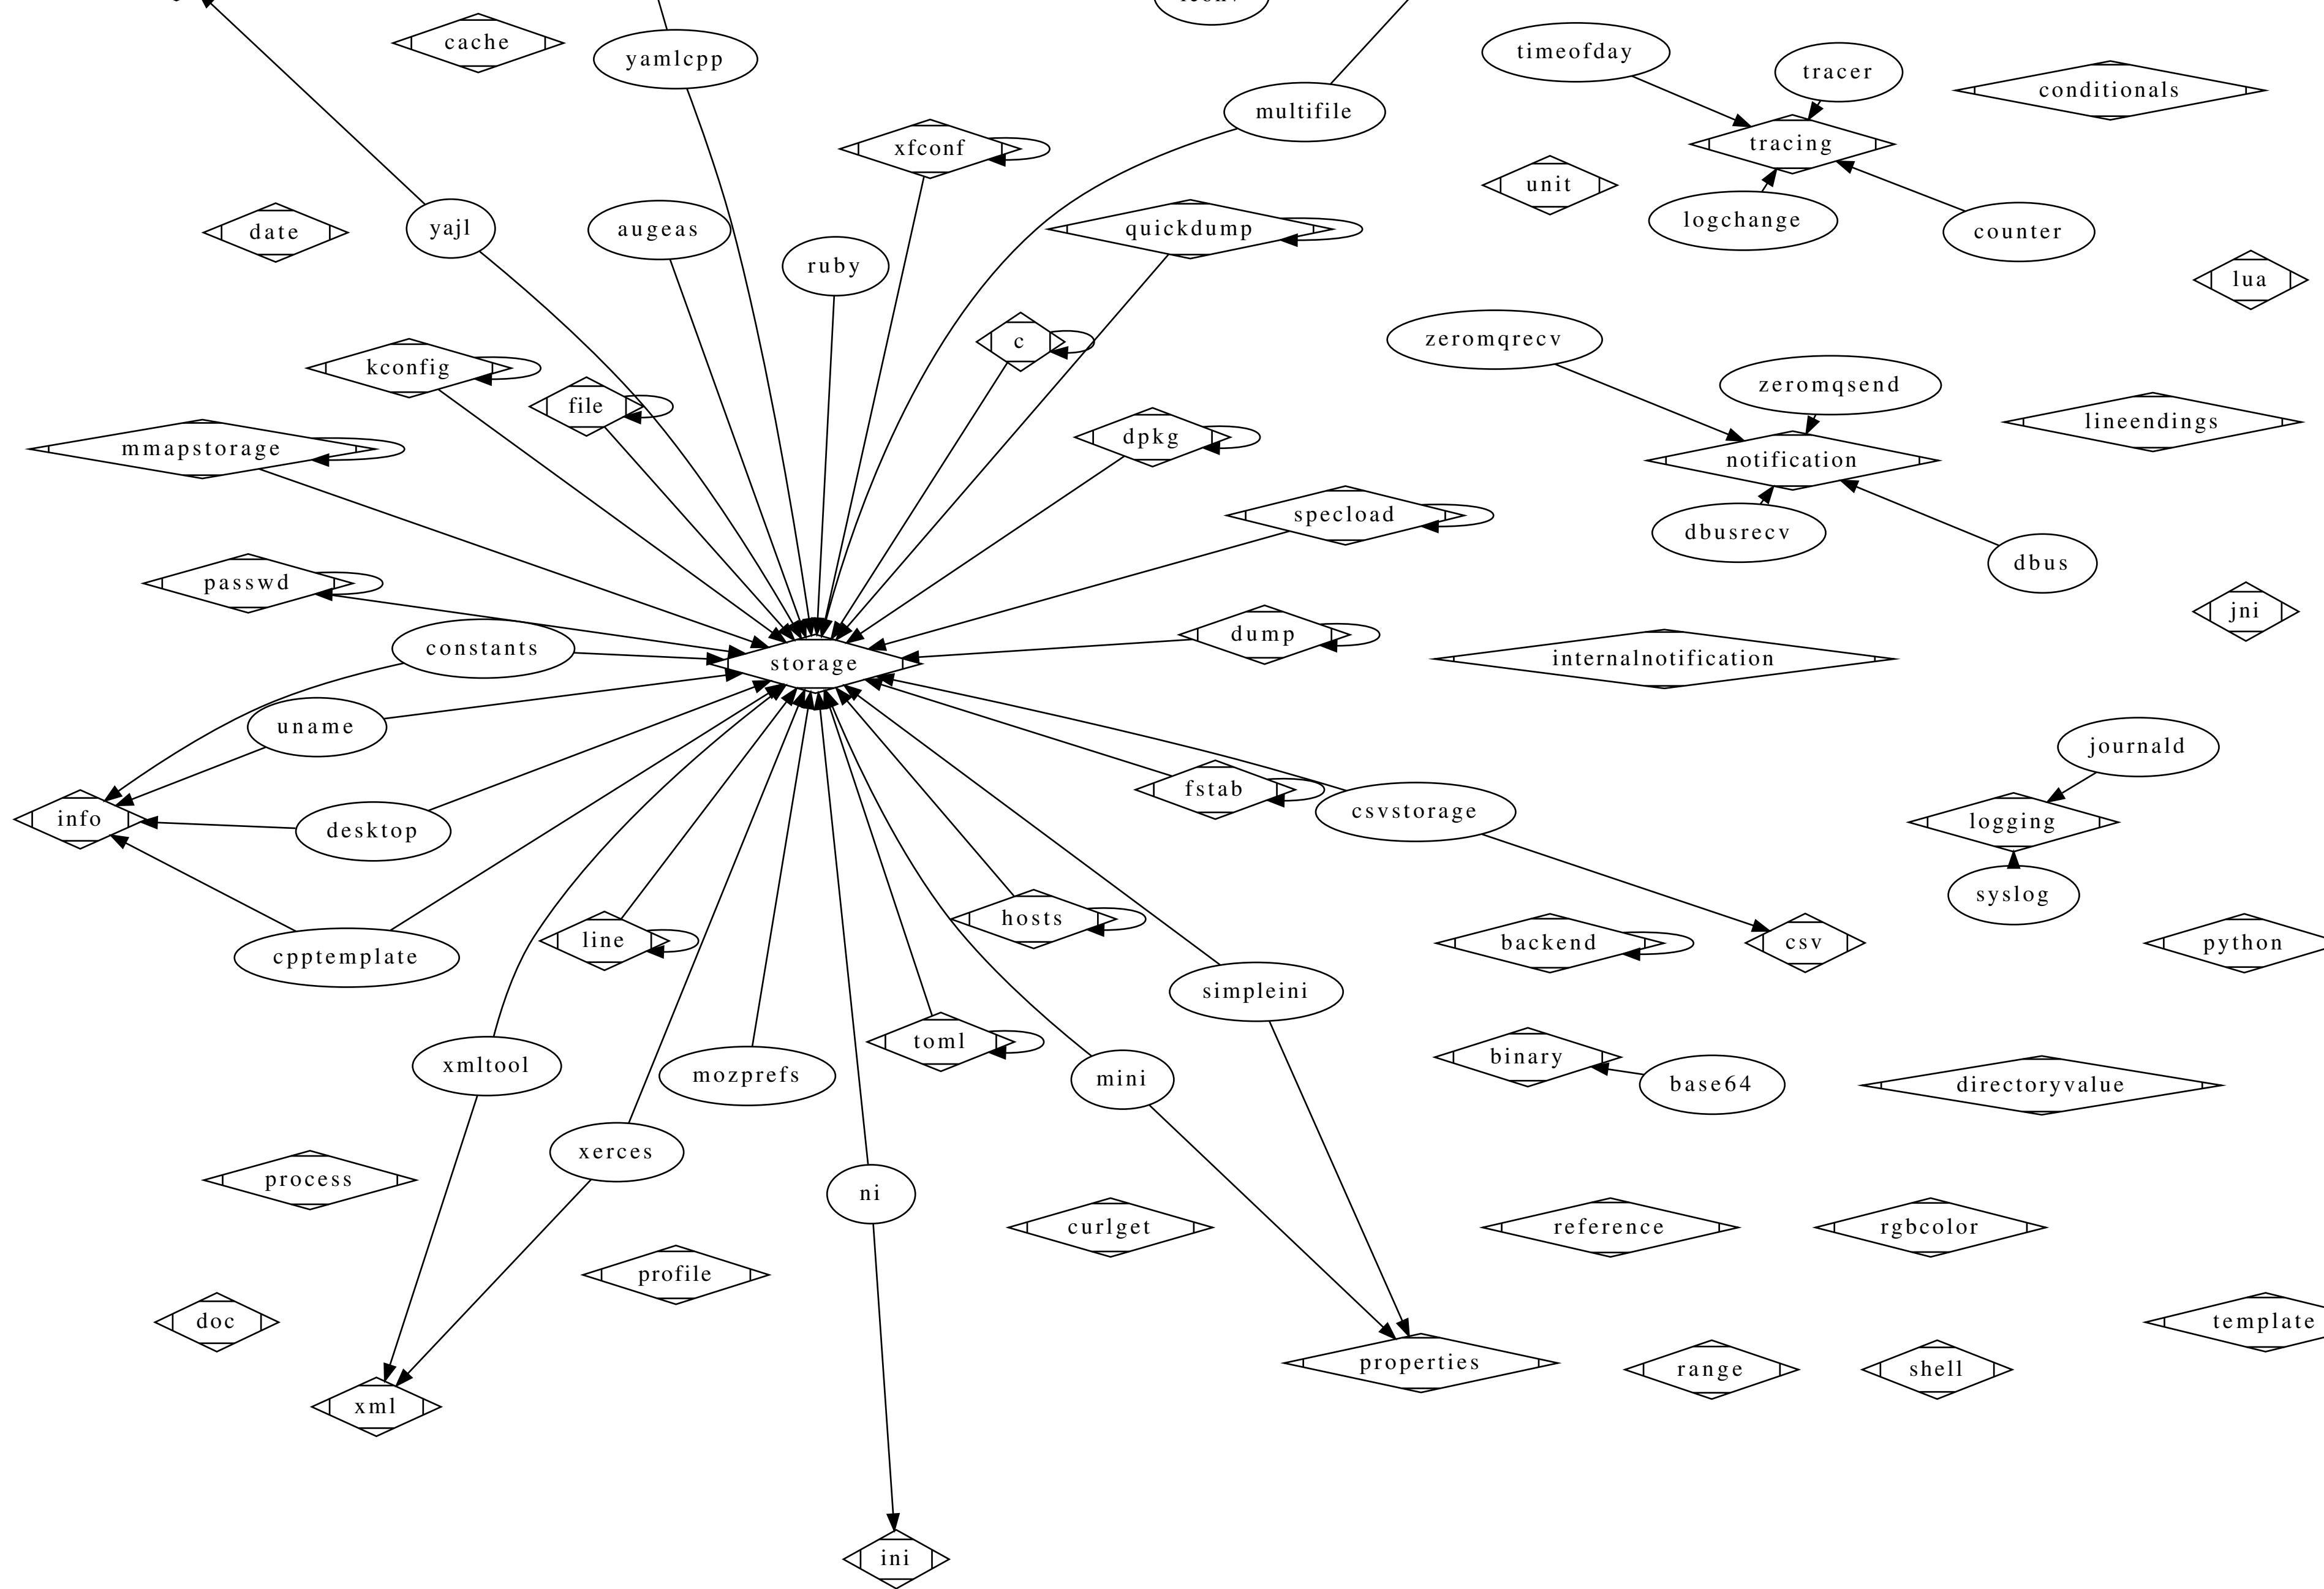 cache
yamlcpp
timeofday
tracer
conditionals
multifile
xfconf
tracing
unit
date
yajl
augeas
quickdump
logchange
counter
ruby
lua
c
zeromqrecv
kconfig
zeromqsend
file
lineendings
mmapstorage
dpkg
notification
specload
dbusrecv
dbus
passwd
jni
constants
dump
storage
internalnotification
uname
journald
info
desktop
fstab
csvstorage
logging
syslog
cpptemplate
line
hosts
backend
csv
python
simpleini
xmltool
mozprefs
toml
mini
binary
base64
directoryvalue
process
xerces
ni
curlget
reference
rgbcolor
profile
doc
properties
range
shell
template
xml
ini